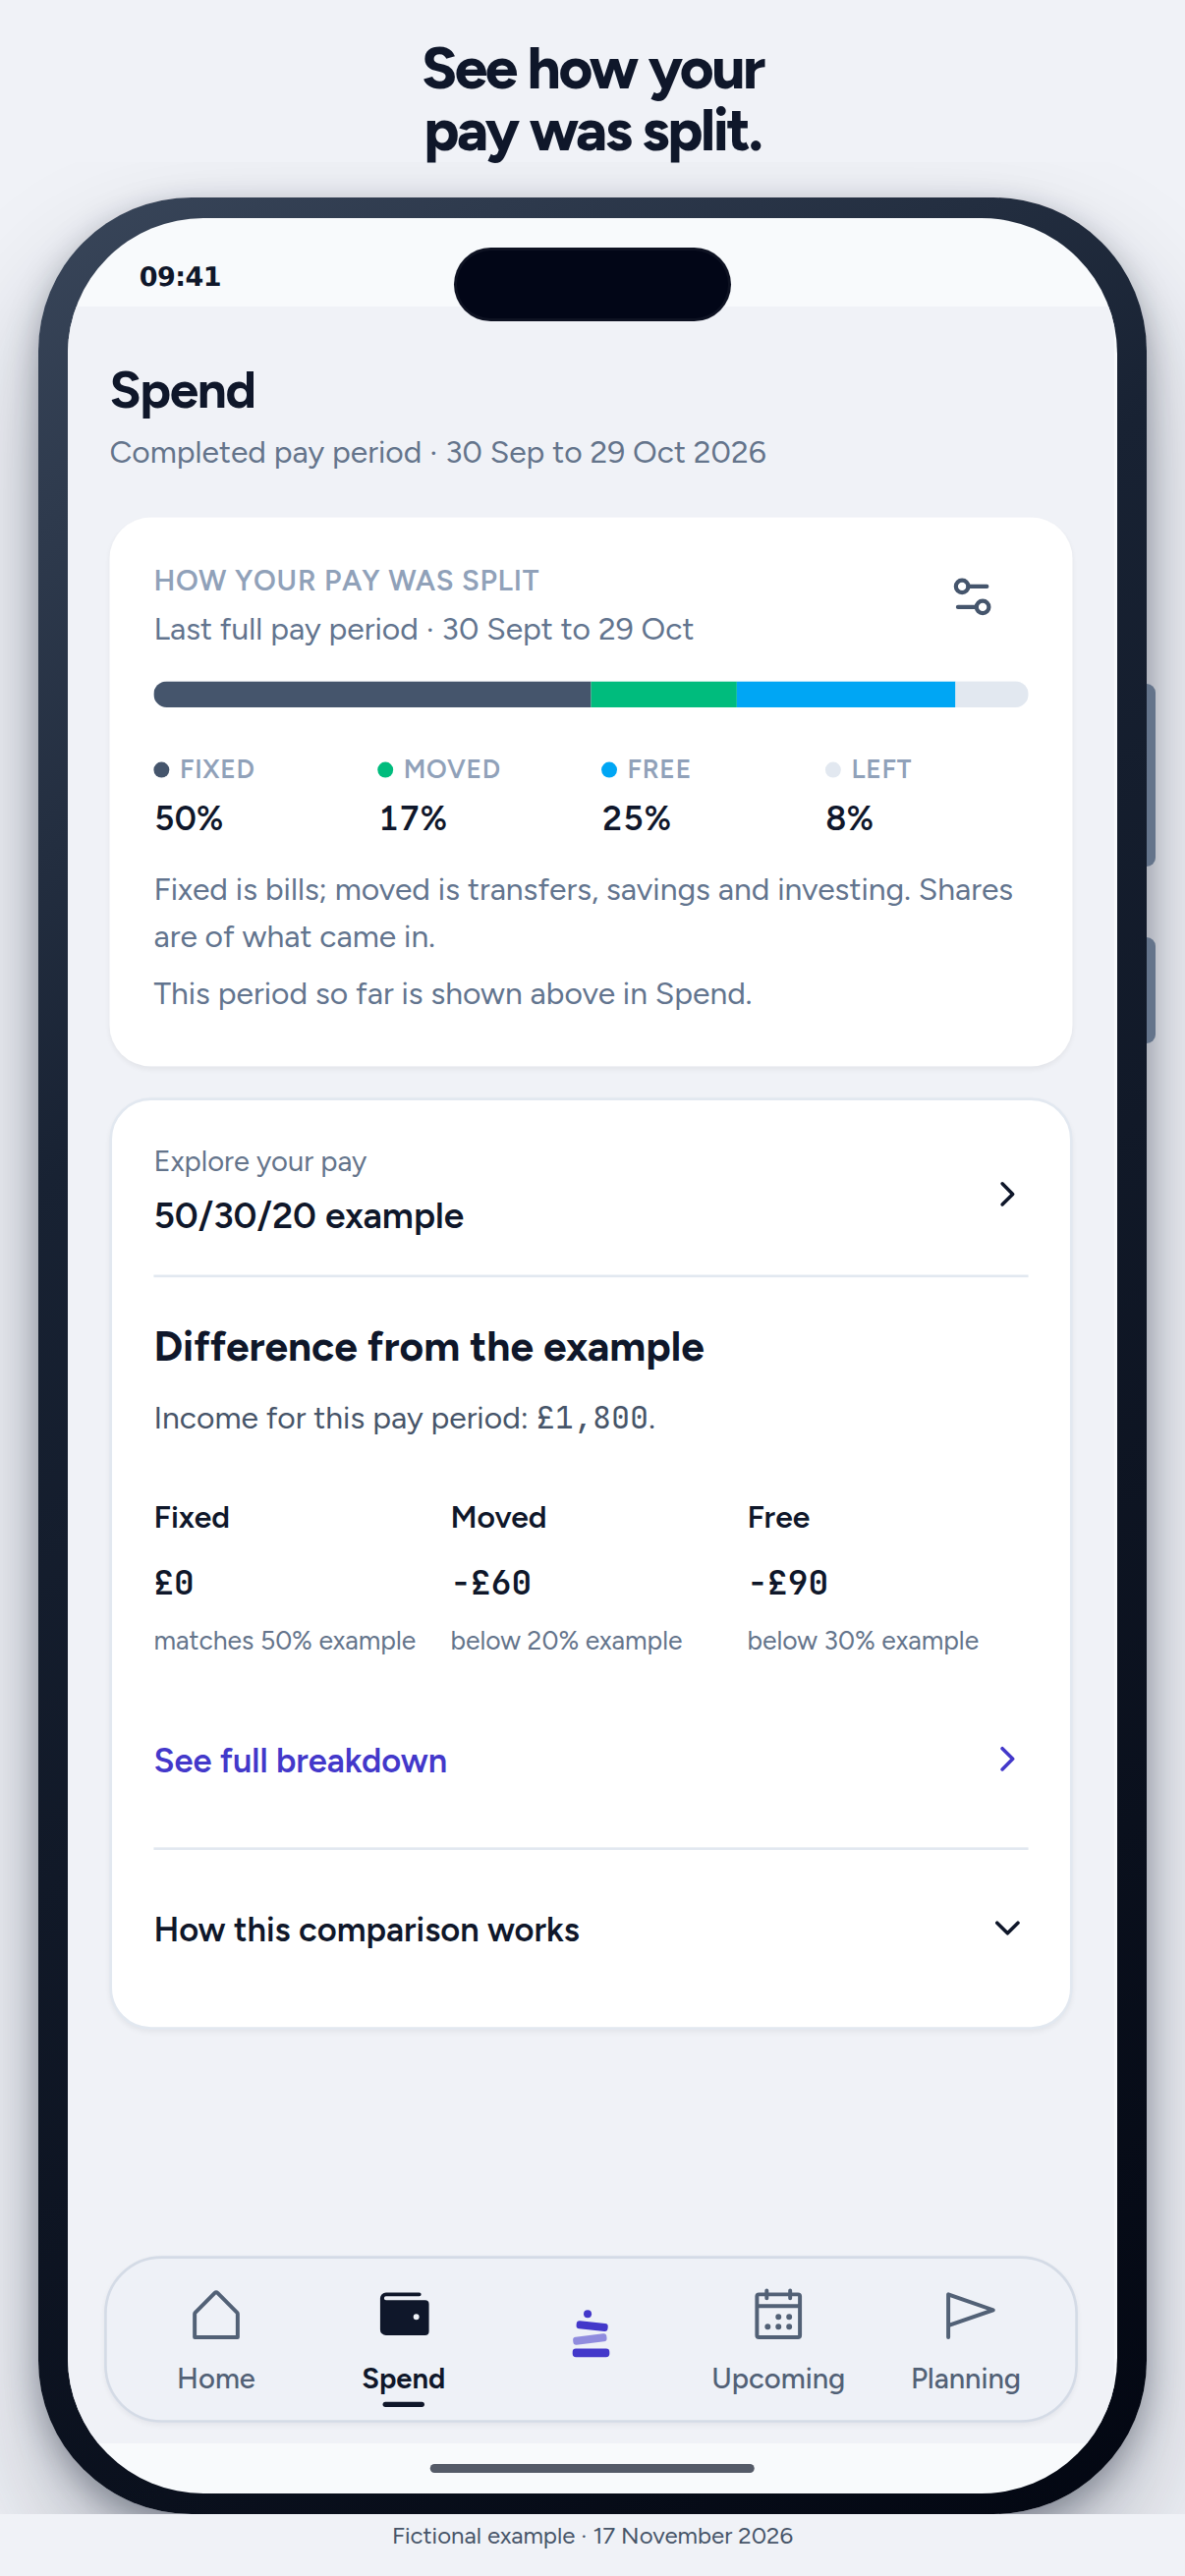 See how your
pay was split.
09:41
Spend
Completed pay period · 30 Sep to 29 Oct 2026
HOW YOUR PAY WAS SPLIT
Last full pay period · 30 Sept to 29 Oct
FIXED MOVED FREE LEFT
50% 17% 25% 8%
Fixed is bills; moved is transfers, savings and investing. Shares
are of what came in.
This period so far is shown above in Spend.
Explore your pay
50/30/20 example
Difference from the example
Income for this pay period: £1,800.
Fixed Moved Free
£0 -£60 -£90
matches 50% example below 20% example below 30% example
See full breakdown
How this comparison works
Home Spend Upcoming Planning
Fictional example · 17 November 2026